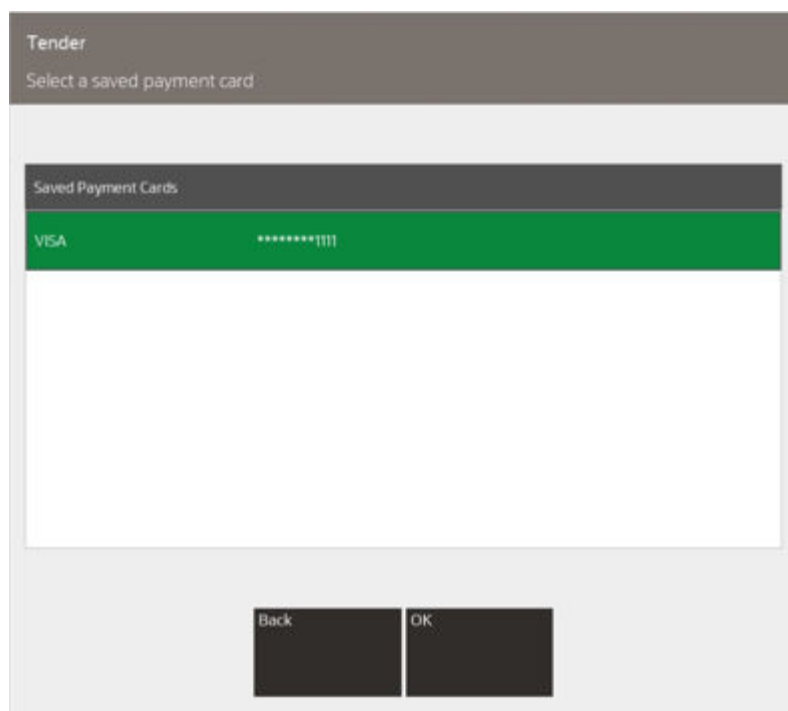 Tender
Select a saved payment card
Saved Payment Cards
VISA ********1111
Back OK